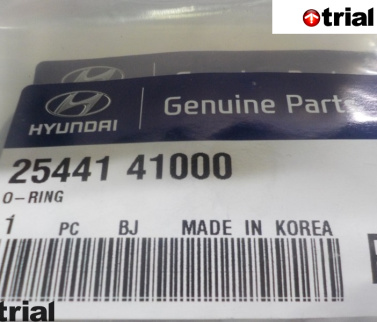 trial
HYUNDAI
Genuine Parts
25441 41000
O-RING
1 PC BJ MADE IN KOREA
trial